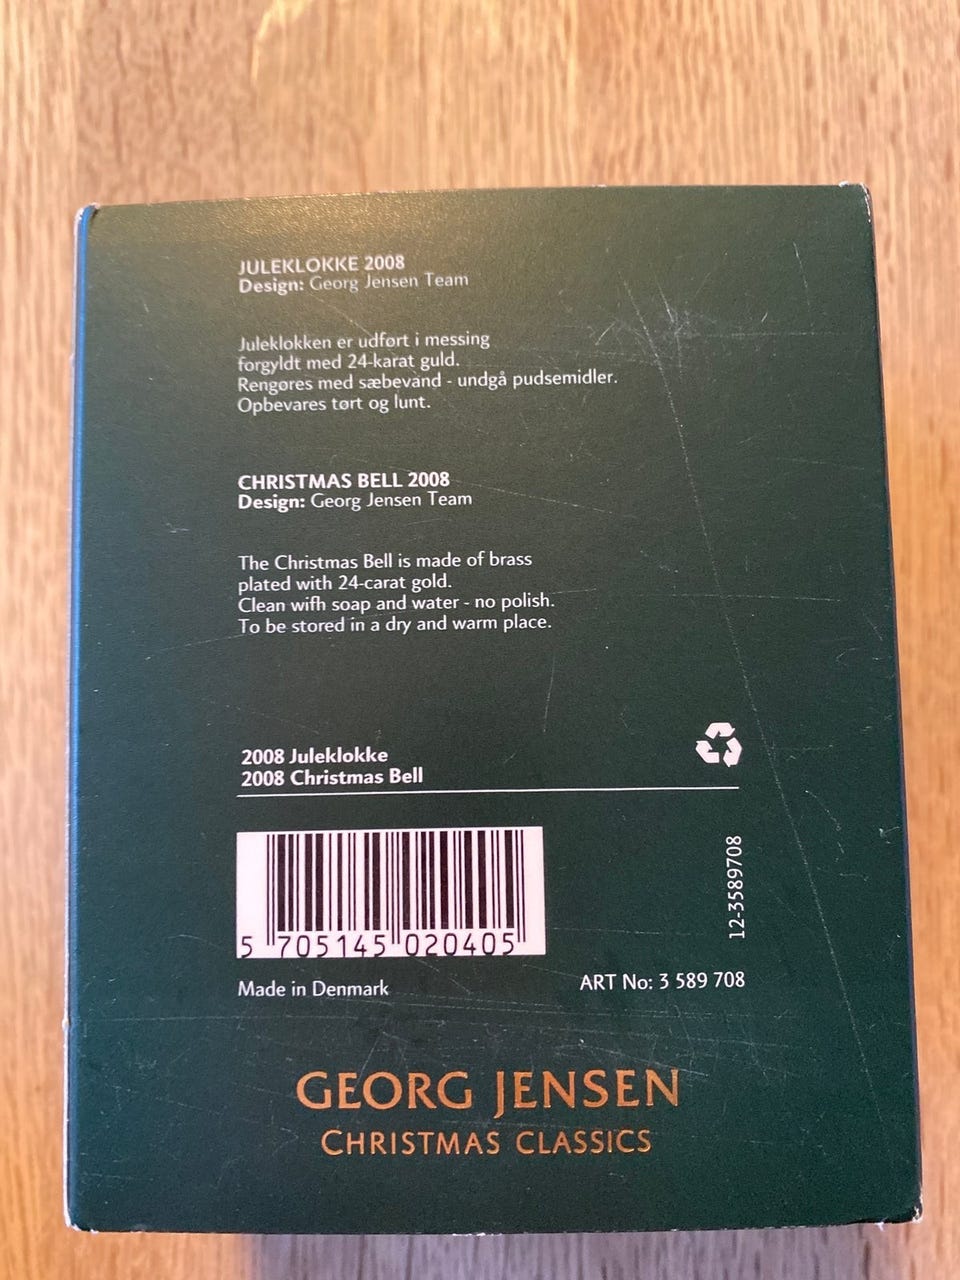 JULEKLOKKE 2008
Design: Georg Jensen Team
Juleklokken er udført i messing
forgyldt med 24-karat guld.
Rengøres med sæbevand - undgå pudsemidler.
Opbevares tørt og lunt.
CHRISTMAS BELL 2008
Design: Georg Jensen Team
The Christmas Bell is made of brass
plated with 24-carat gold.
Clean wifh soap and water - no polish.
To be stored in a dry and warm place.
2008 Juleklokke
2008 Christmas Bell
5 705145 020405
12-3589708
Made in Denmark
ART No: 3 589 708
GEORG JENSEN
CHRISTMAS CLASSICS